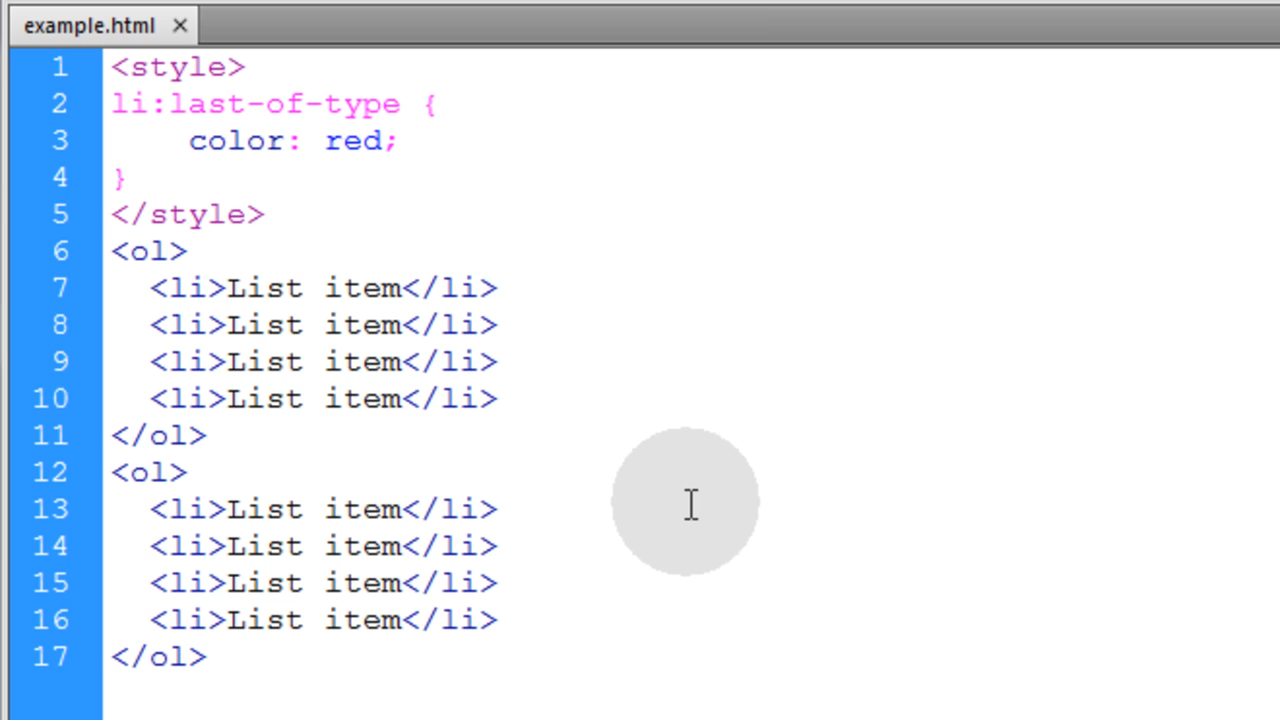 example.html ×
1 <style>
2 li:last-of-type {
3     color: red;
4 }
5 </style>
6 <ol>
7   <li>List item</li>
8   <li>List item</li>
9   <li>List item</li>
10   <li>List item</li>
11 </ol>
12 <ol>
13   <li>List item</li>
14   <li>List item</li>
15   <li>List item</li>
16   <li>List item</li>
17 </ol>